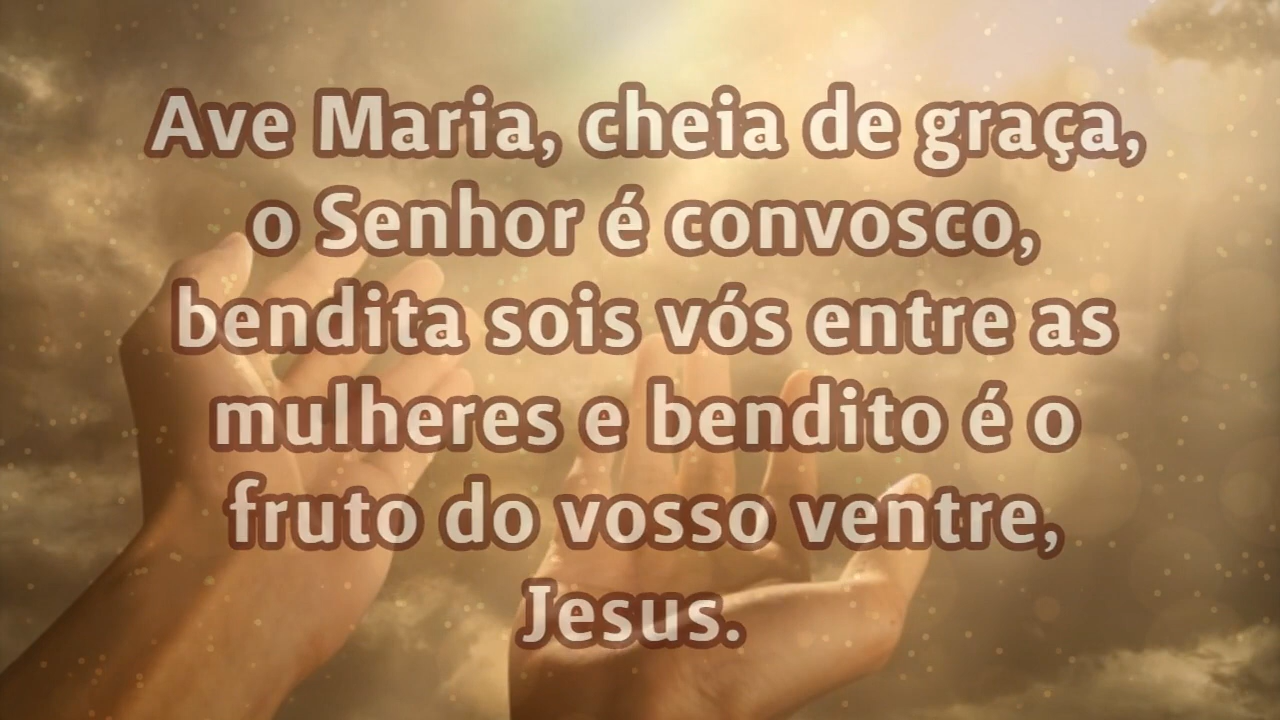 Ave Maria, cheia de graça,
o Senhor é convosco,
bendita sois vós entre as
mulheres e bendito é o
fruto do vosso ventre,
Jesus.